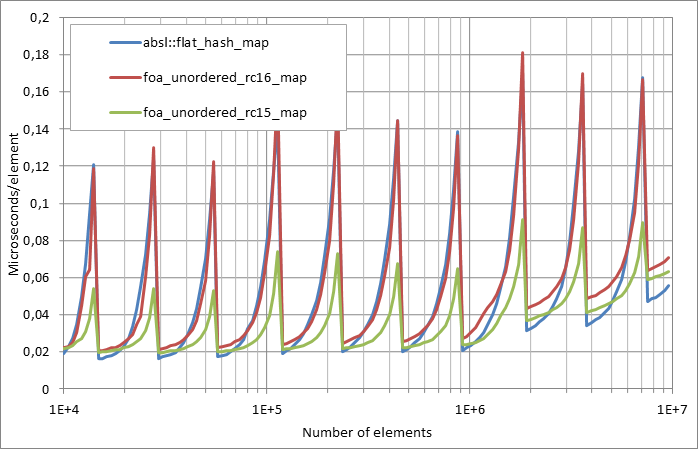 0,2
0,18
0,16
0,14
0,12
0,1
0,08
0,06
0,04
0,02
0
Microseconds/element
absl::flat_hash_map
foa_unordered_rc16_map
foa_unordered_rc15_map
1E+4 1E+5 1E+6 1E+7
Number of elements